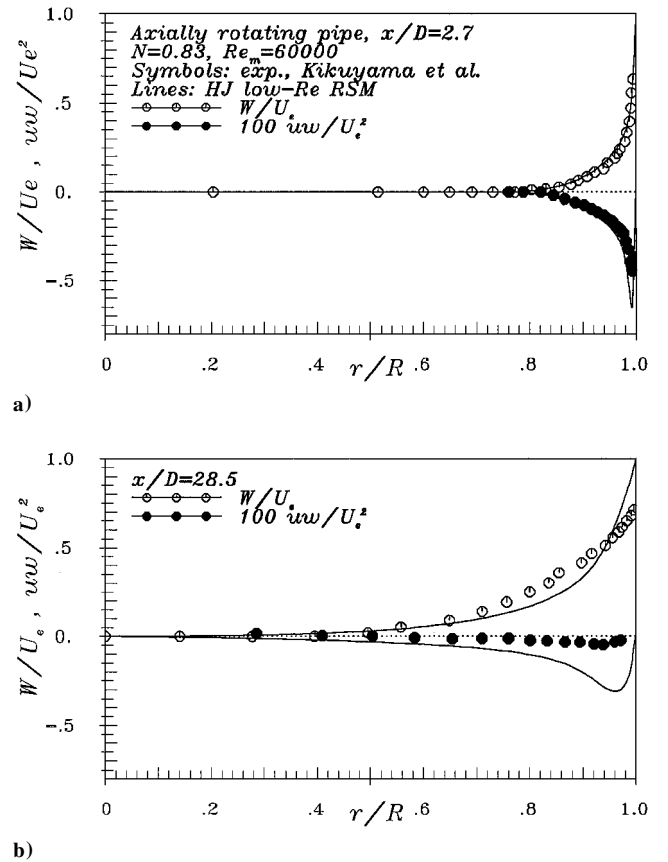 1.0
Axially rotating pipe, x/D=2.7
N=0.83, Re_m=60000
Symbols: exp., Kikuyama et al.
Lines: HJ low-Re RSM
W/U_e
100 uw/U_e^2
.5
0.
-.5
W/Ue , uw/Ue^2
0 .2 .4 .6 .8 1.0
r/R
a)
1.0
x/D=28.5
W/U_e
100 uw/U_e^2
.5
0.
-.5
W/U_e , uw/U_e^2
0 .2 .4 .6 .8 1.0
r/R
b)